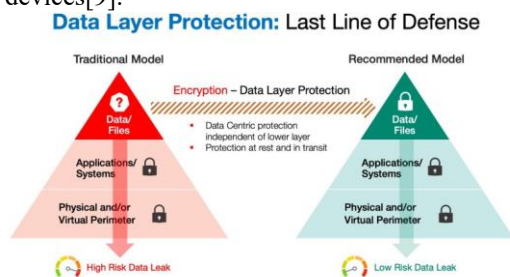 devices[9].
Data Layer Protection: Last Line of Defense
Traditional Model
Recommended Model
Encryption – Data Layer Protection
?
Data/
Files
• Data Centric protection
independent of lower layer
• Protection at rest and in transit
Data/
Files
Applications/
Systems
Applications/
Systems
Physical and/or
Virtual Perimeter
Physical and/or
Virtual Perimeter
High Risk Data Leak
Low Risk Data Leak